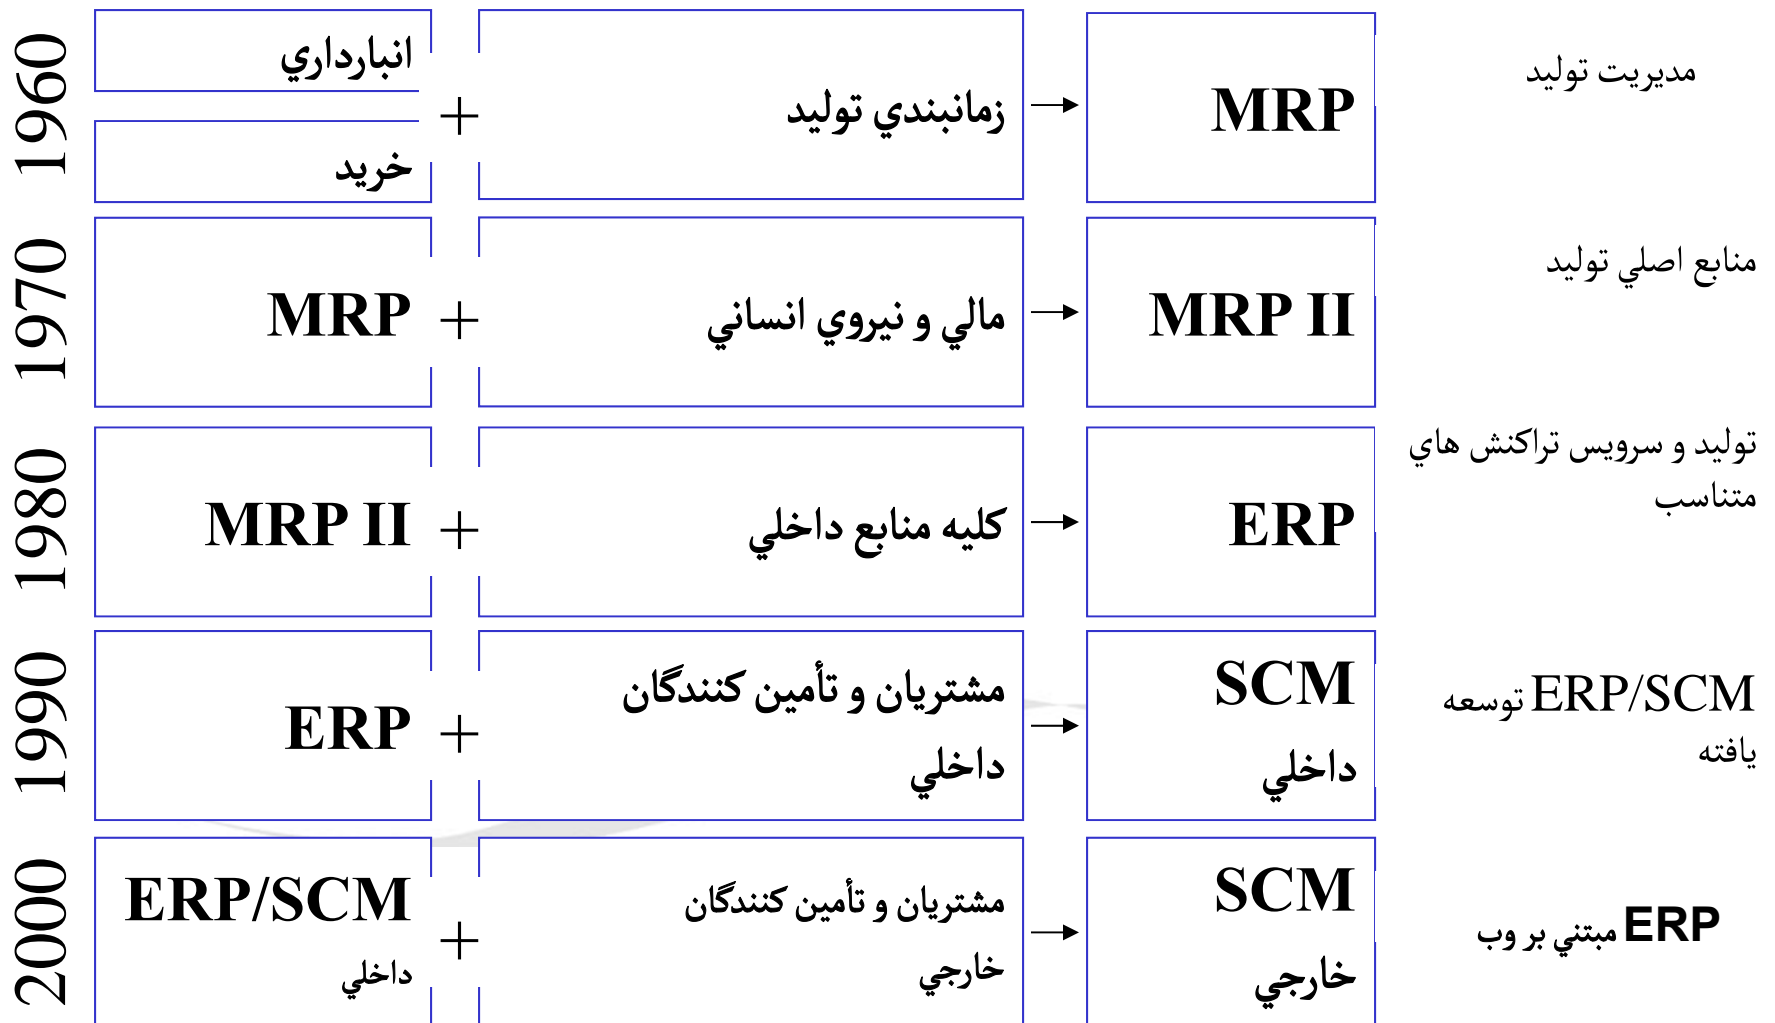 1960
انبارداري
خريد
+
زمانبندي توليد
MRP
مديريت توليد
1970
MRP
+
مالي و نيروي انساني
MRP II
منابع اصلي توليد
1980
MRP II
+
كليه منابع داخلي
ERP
توليد و سرويس تراكنش هاي
متناسب
1990
ERP
+
مشتريان و تأمين كنندگان
داخلي
SCM
داخلي
ERP/SCM توسعه
يافته
2000
ERP/SCM
داخلي
+
مشتريان و تأمين كنندگان
خارجي
SCM
خارجي
ERP مبتني بر وب